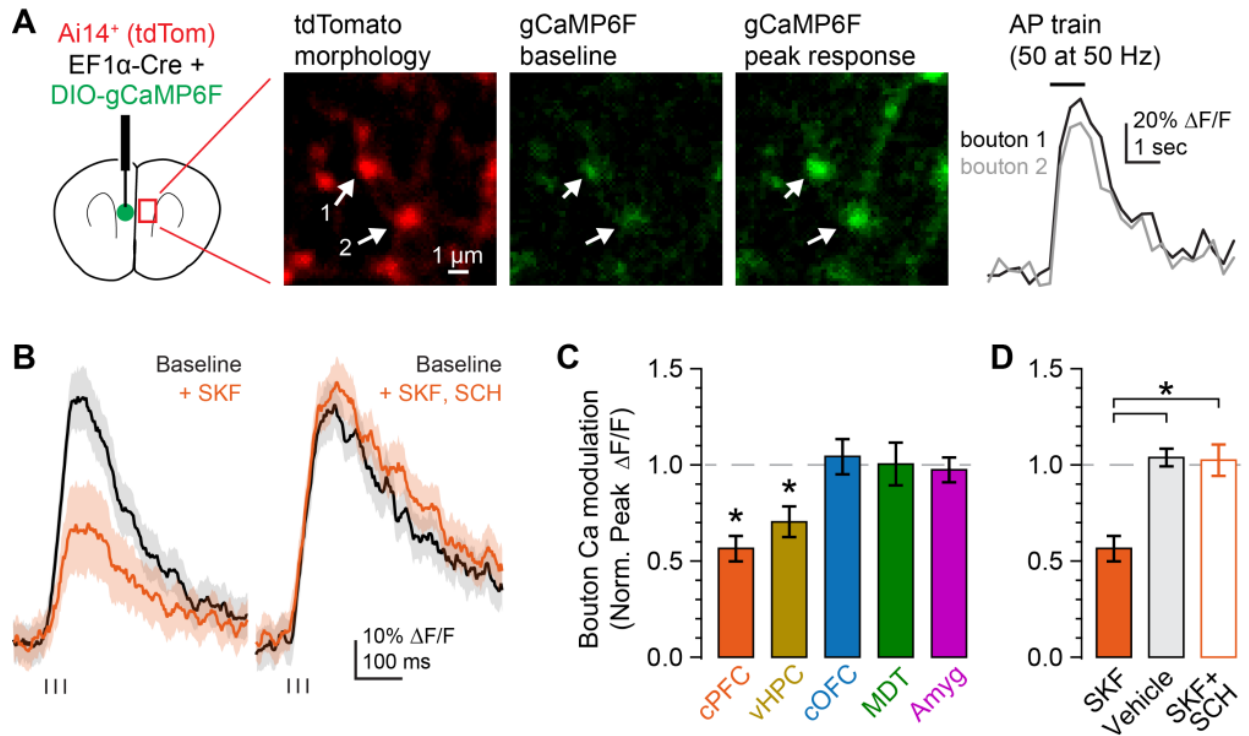 A
Ai14⁺ (tdTom)
EF1α-Cre +
DIO-gCaMP6F
tdTomato
morphology
1
2
1 µm
gCaMP6F
baseline
gCaMP6F
peak response
AP train
(50 at 50 Hz)
bouton 1
bouton 2
20% ΔF/F
1 sec
B
Baseline
+ SKF
Baseline
+ SKF, SCH
10% ΔF/F
100 ms
C
Bouton Ca modulation
(Norm. Peak ΔF/F)
1.5
1.0
0.5
0.0
*
*
cPFC
vHPC
cOFC
MDT
Amyg
D
1.5
1.0
0.5
0.0
*
SKF
Vehicle
SKF+
SCH